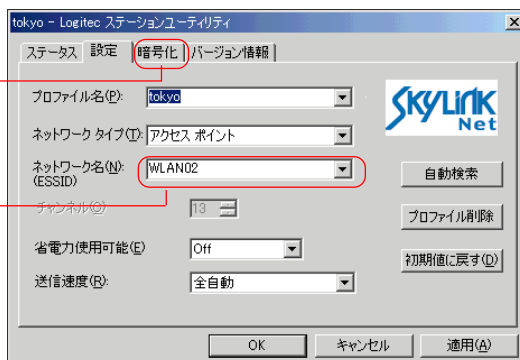 tokyo - Logitec ステーションユーティリティ
ステータス 設定 暗号化 バージョン情報
プロファイル名(P): tokyo
SKYLINK Net
ネットワーク タイプ(T): アクセス ポイント
ネットワーク名(N): (ESSID) WLAN02
自動検索
チャンネル(C) 13
プロファイル削除
省電力使用可能(E) Off
初期値に戻す(D)
送信速度(R): 全自動
OK キャンセル 適用(A)